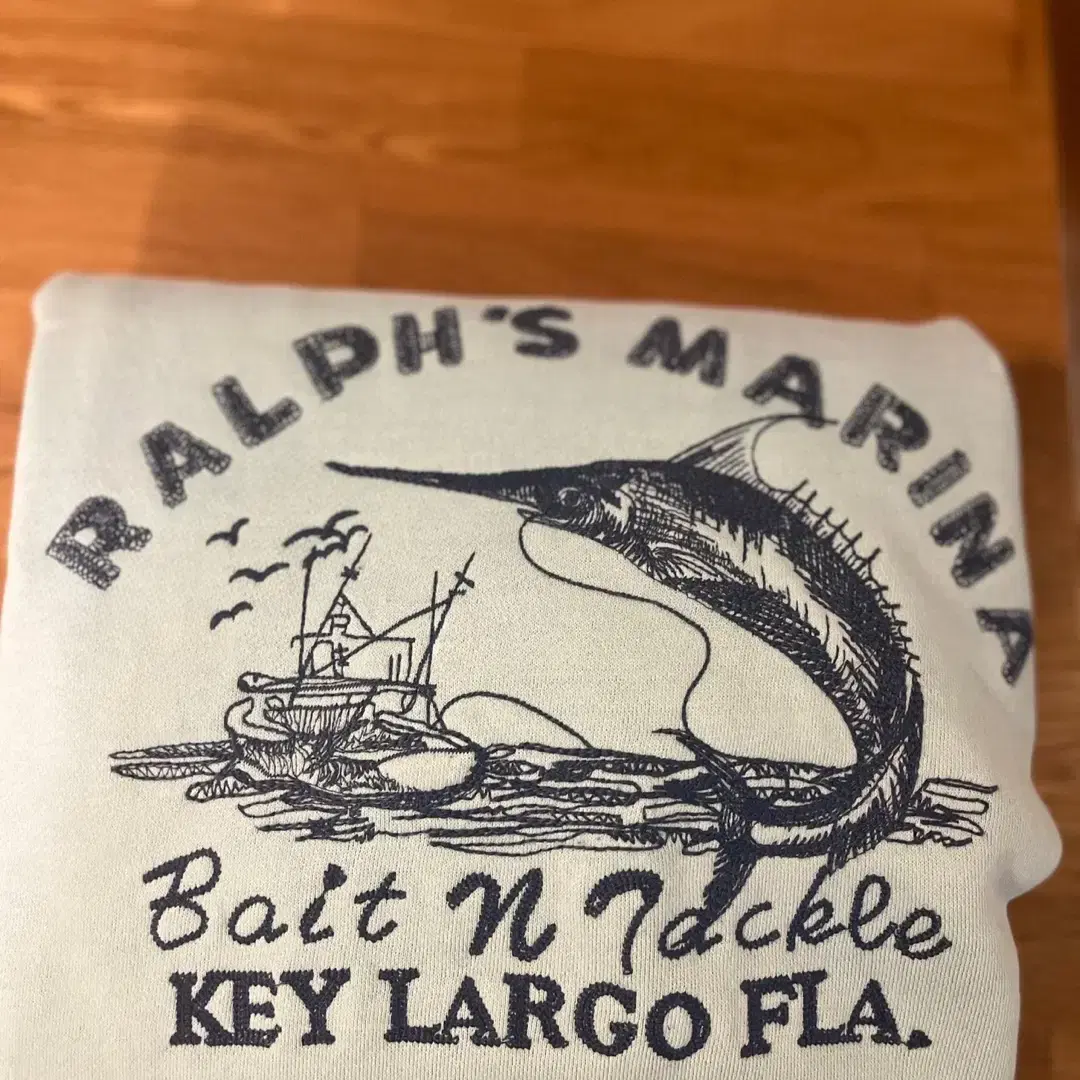 RALPH'S MARINA
Bait N Tackle
KEY LARGO FLA.